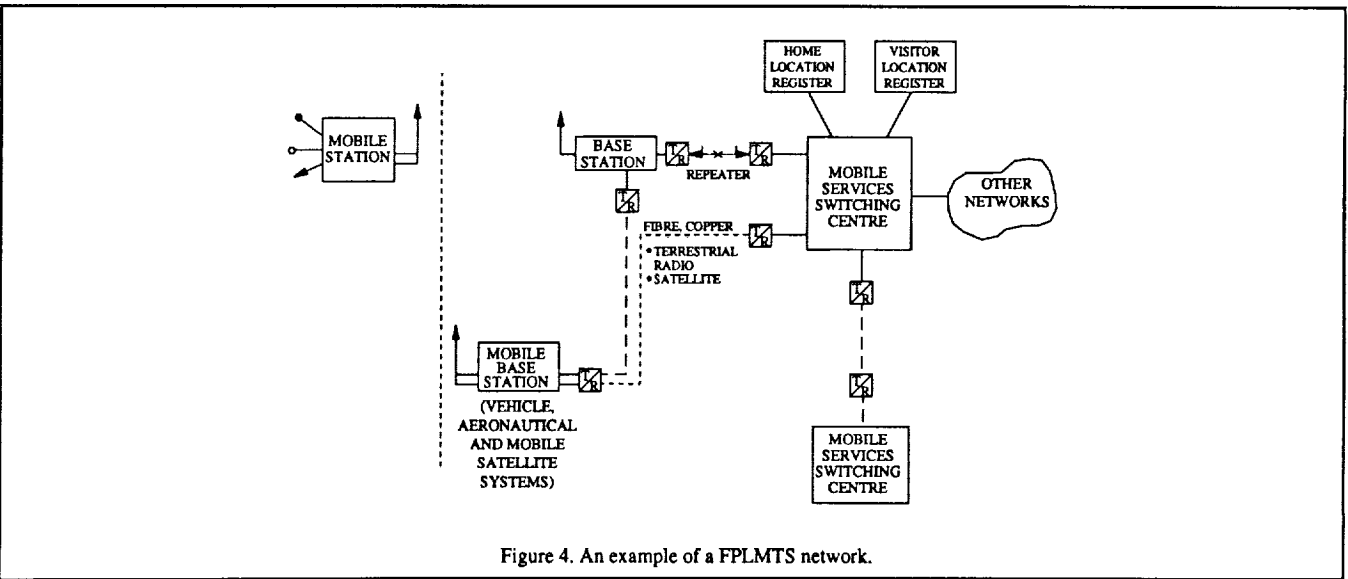 HOME
LOCATION
REGISTER
VISITOR
LOCATION
REGISTER
MOBILE
STATION
BASE
STATION
T/R
T/R
REPEATER
T/R
MOBILE
SERVICES
SWITCHING
CENTRE
OTHER
NETWORKS
FIBRE, COPPER
T/R
• TERRESTRIAL
RADIO
• SATELLITE
T/R
MOBILE
BASE
STATION
T/R
(VEHICLE,
AERONAUTICAL
AND MOBILE
SATELLITE
SYSTEMS)
T/R
MOBILE
SERVICES
SWITCHING
CENTRE
Figure 4. An example of a FPLMTS network.